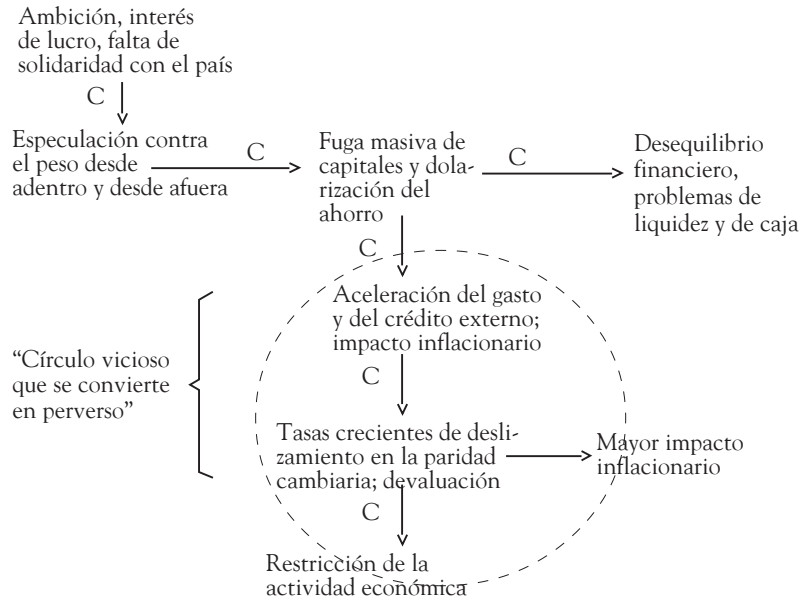 Ambición, interés
de lucro, falta de
solidaridad con el país
C
Especulación contra
el peso desde
adentro y desde afuera
C
Fuga masiva de
capitales y dola-
rización del
ahorro
C
Desequilibrio
financiero,
problemas de
liquidez y de caja
C
Aceleración del gasto
y del crédito externo;
impacto inflacionario
C
“Círculo vicioso
que se convierte
en perverso”
Tasas crecientes de desli-
zamiento en la paridad
cambiaria; devaluación
Mayor impacto
inflacionario
C
Restricción de la
actividad económica